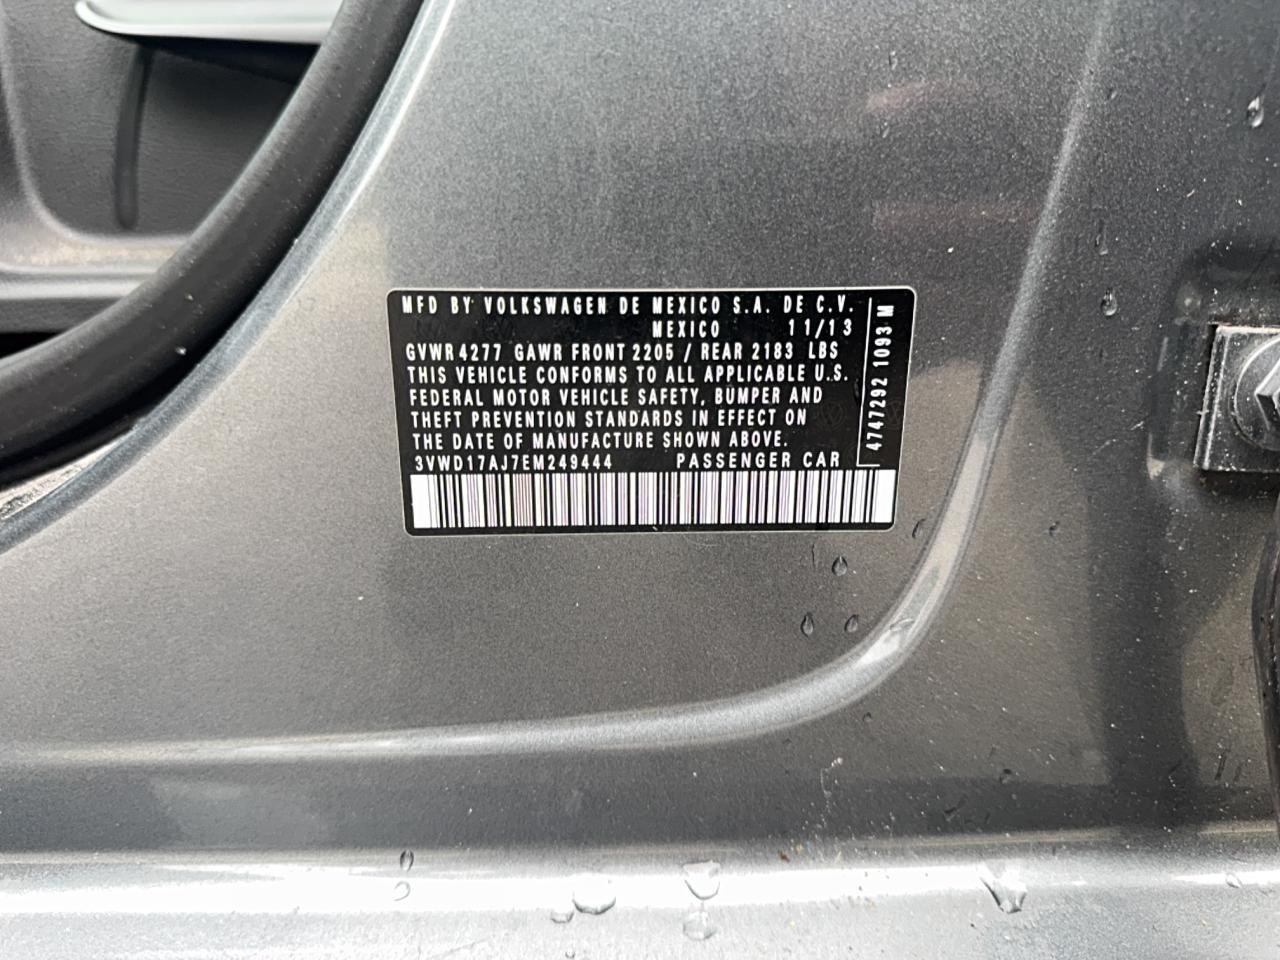 MFD BY VOLKSWAGEN DE MEXICO S.A. DE C.V.
MEXICO 11/13
GVWR 4277 GAWR FRONT 2205 / REAR 2183 LBS
THIS VEHICLE CONFORMS TO ALL APPLICABLE U.S.
FEDERAL MOTOR VEHICLE SAFETY, BUMPER AND
THEFT PREVENTION STANDARDS IN EFFECT ON
THE DATE OF MANUFACTURE SHOWN ABOVE.
3VWD17AJ7EM249444 PASSENGER CAR
4747292 1093 M